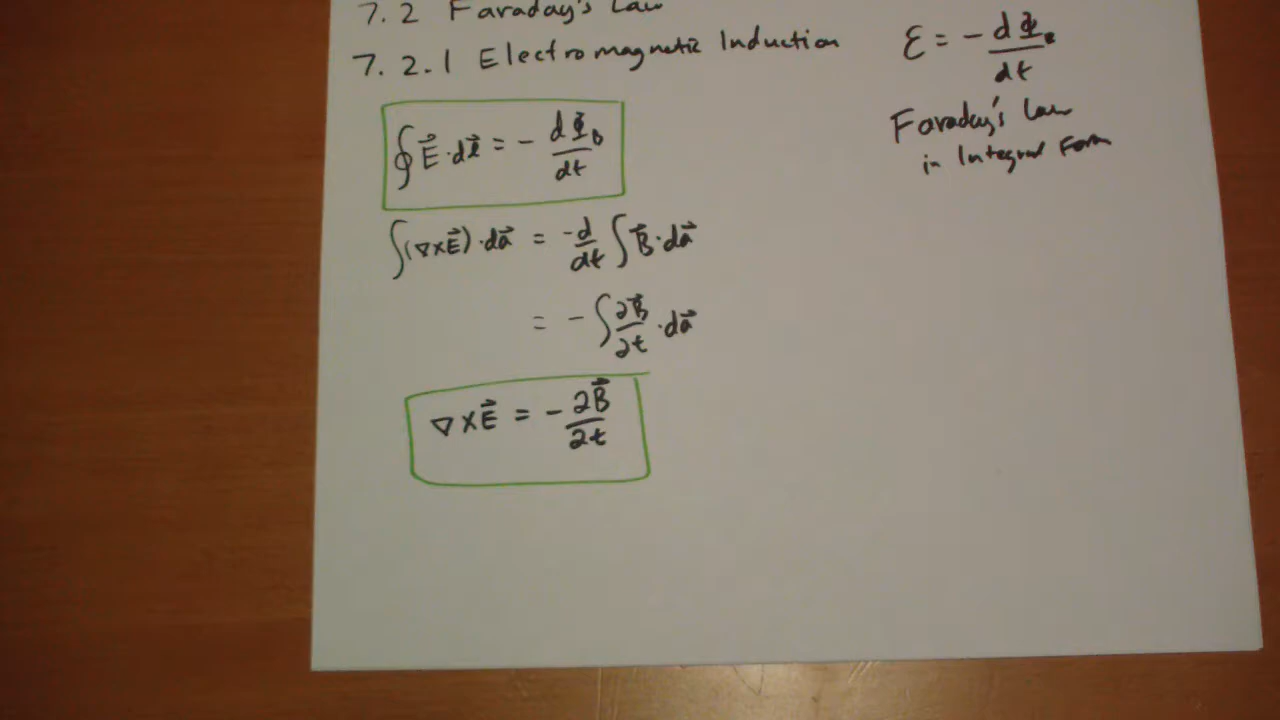 7.2 Faraday's Law
7.2.1 Electromagnetic Induction
∮ E⃗ · dl⃗ = - dΦ_B/dt
∫(∇×E⃗) · da⃗ = -d/dt ∫ B⃗ · da⃗
= - ∫ ∂B⃗/∂t · da⃗
∇×E⃗ = - ∂B⃗/∂t
ℰ = - dΦ_B/dt
Faraday's Law
in Integral Form